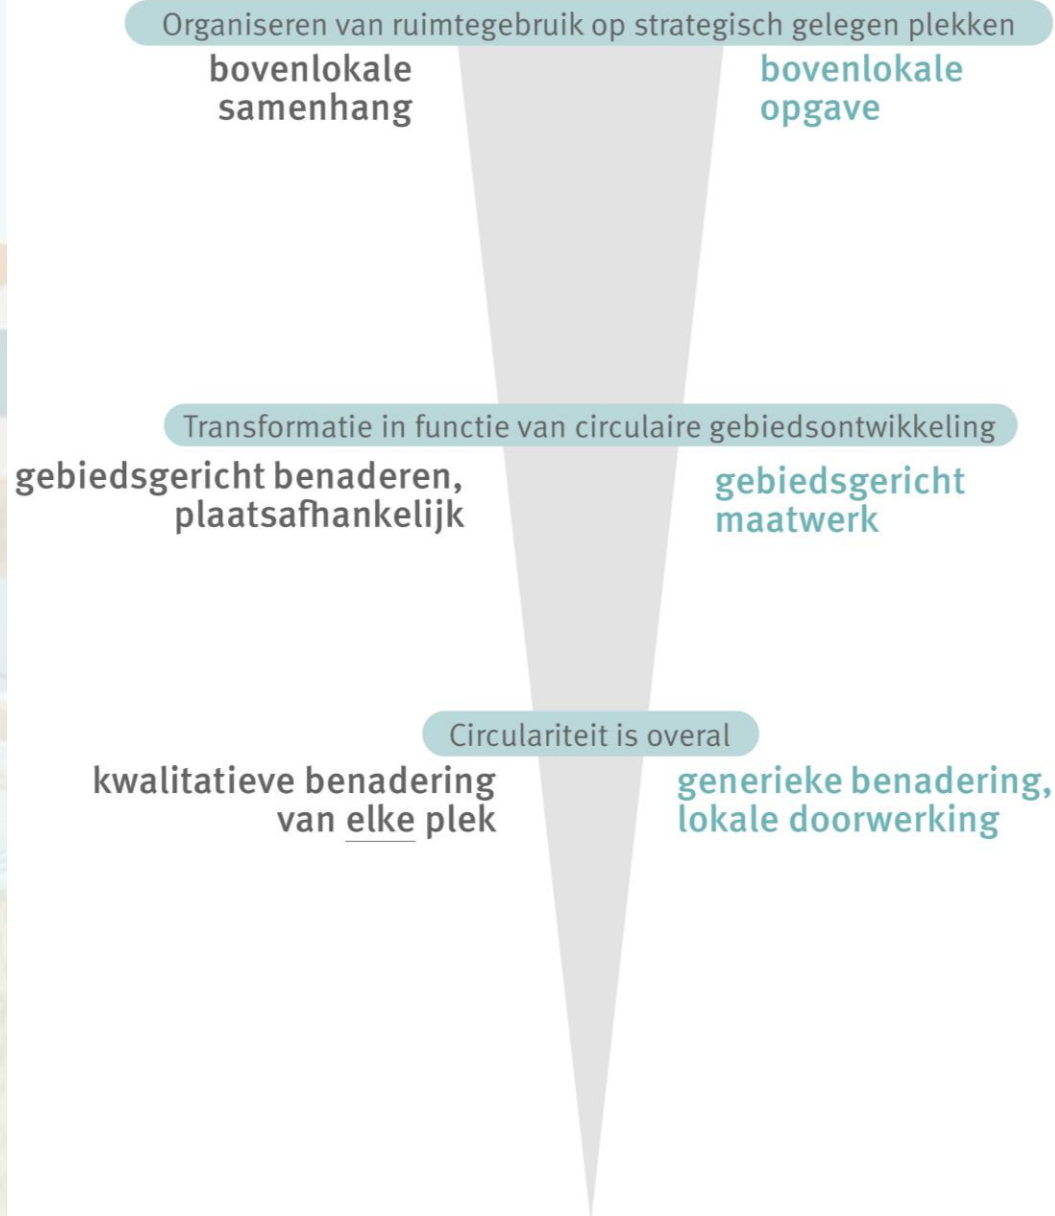 Organiseren van ruimtegebruik op strategisch gelegen plekken
bovenlokale
samenhang
bovenlokale
opgave
Transformatie in functie van circulaire gebiedsontwikkeling
gebiedsgericht benaderen,
plaatsafhankelijk
gebiedsgericht
maatwerk
Circulariteit is overal
kwalitatieve benadering
van elke plek
generieke benadering,
lokale doorwerking